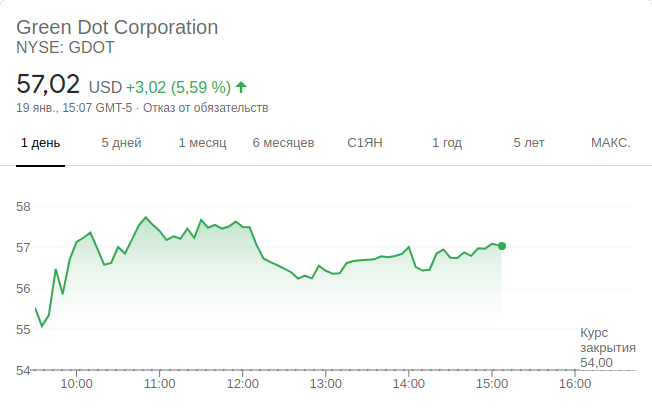 Green Dot Corporation
NYSE: GDOT
57,02 USD +3,02 (5,59 %)
19 янв., 15:07 GMT-5 · Отказ от обязательств
1 день 5 дней 1 месяц 6 месяцев С1ЯН 1 год 5 лет МАКС.
58
57
56
55
Курс
закрытия
54,00
54
10:00 11:00 12:00 13:00 14:00 15:00 16:00